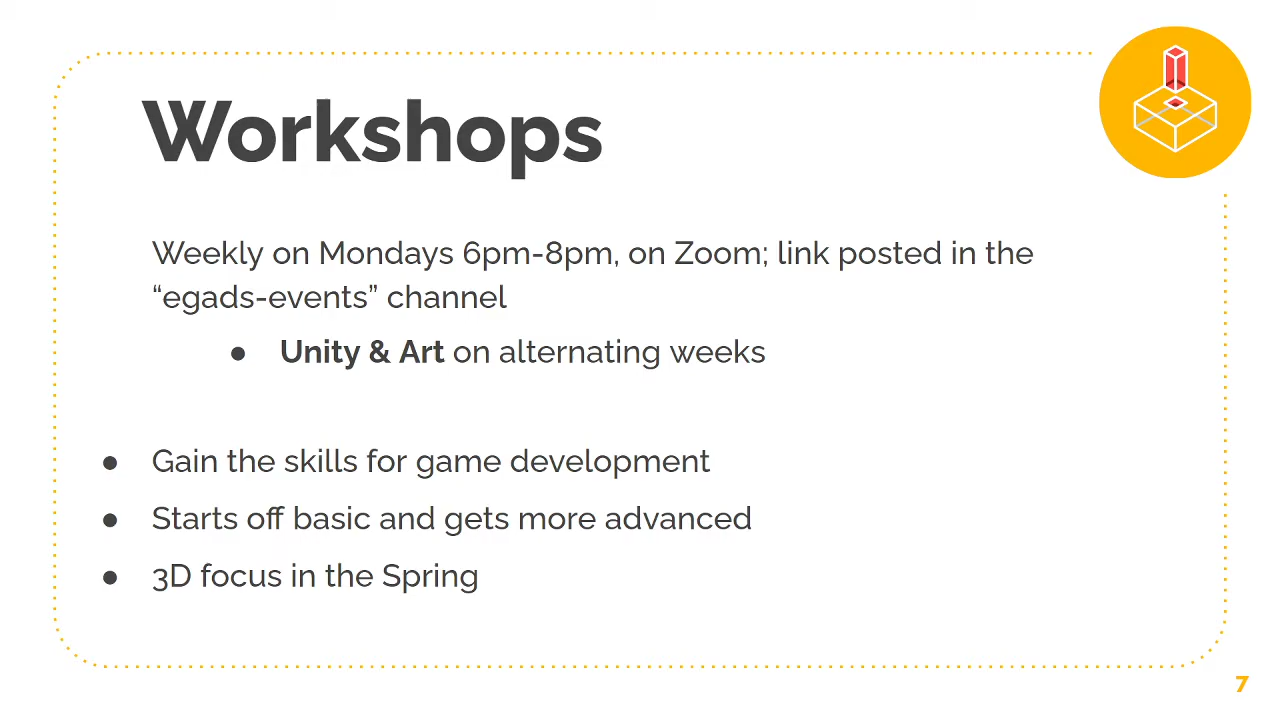 Workshops
Weekly on Mondays 6pm-8pm, on Zoom; link posted in the
“egads-events” channel
● Unity & Art on alternating weeks
● Gain the skills for game development
● Starts off basic and gets more advanced
● 3D focus in the Spring
7